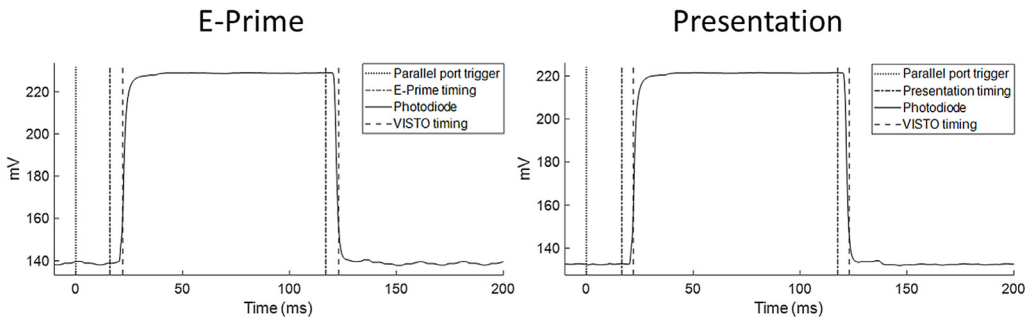 E-Prime
Parallel port trigger
E-Prime timing
Photodiode
VISTO timing
220
200
180
160
140
mV
0
50
100
150
200
Time (ms)
Presentation
Parallel port trigger
Presentation timing
Photodiode
VISTO timing
220
200
180
160
140
mV
0
50
100
150
200
Time (ms)